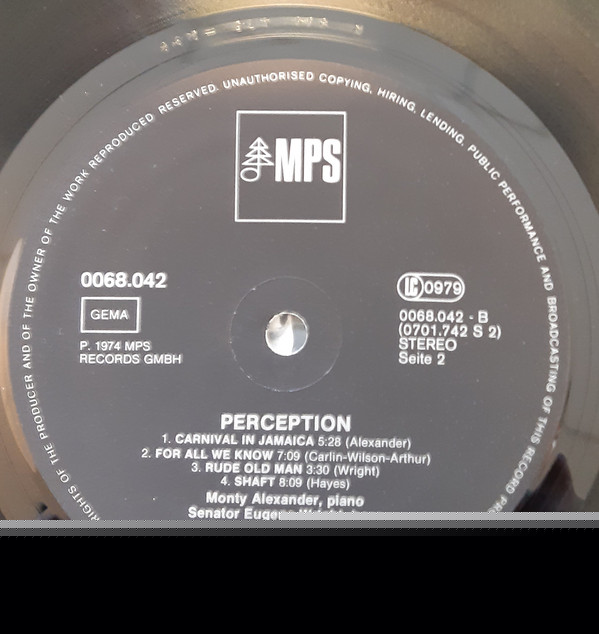 RIGHTS OF THE PRODUCER AND OF THE OWNER OF THE WORK REPRODUCED RESERVED. UNAUTHORISED COPYING, HIRING, LENDING, PUBLIC PERFORMANCE AND BROADCASTING OF THIS RECORD
MPS
0068.042
GEMA
P. 1974 MPS
RECORDS GMBH
LC 0979
0068.042 - B
(0701.742 S 2)
STEREO
Seite 2
PERCEPTION
1. CARNIVAL IN JAMAICA 5:28 (Alexander)
2. FOR ALL WE KNOW 7:09 (Carlin-Wilson-Arthur)
3. RUDE OLD MAN 3:30 (Wright)
4. SHAFT 8:09 (Hayes)
Monty Alexander, piano
Senator Eugene